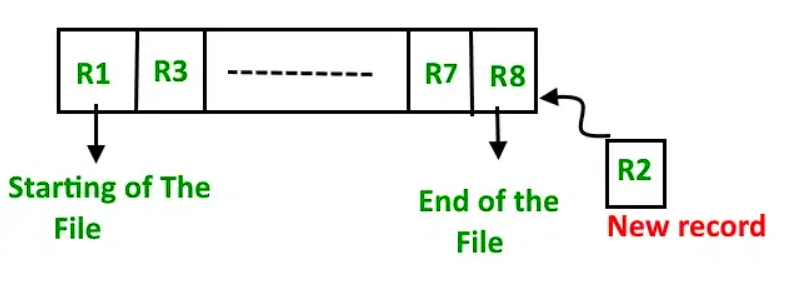 R1 R3 ---------- R7 R8
R2
Starting of The
File
End of the
File
New record